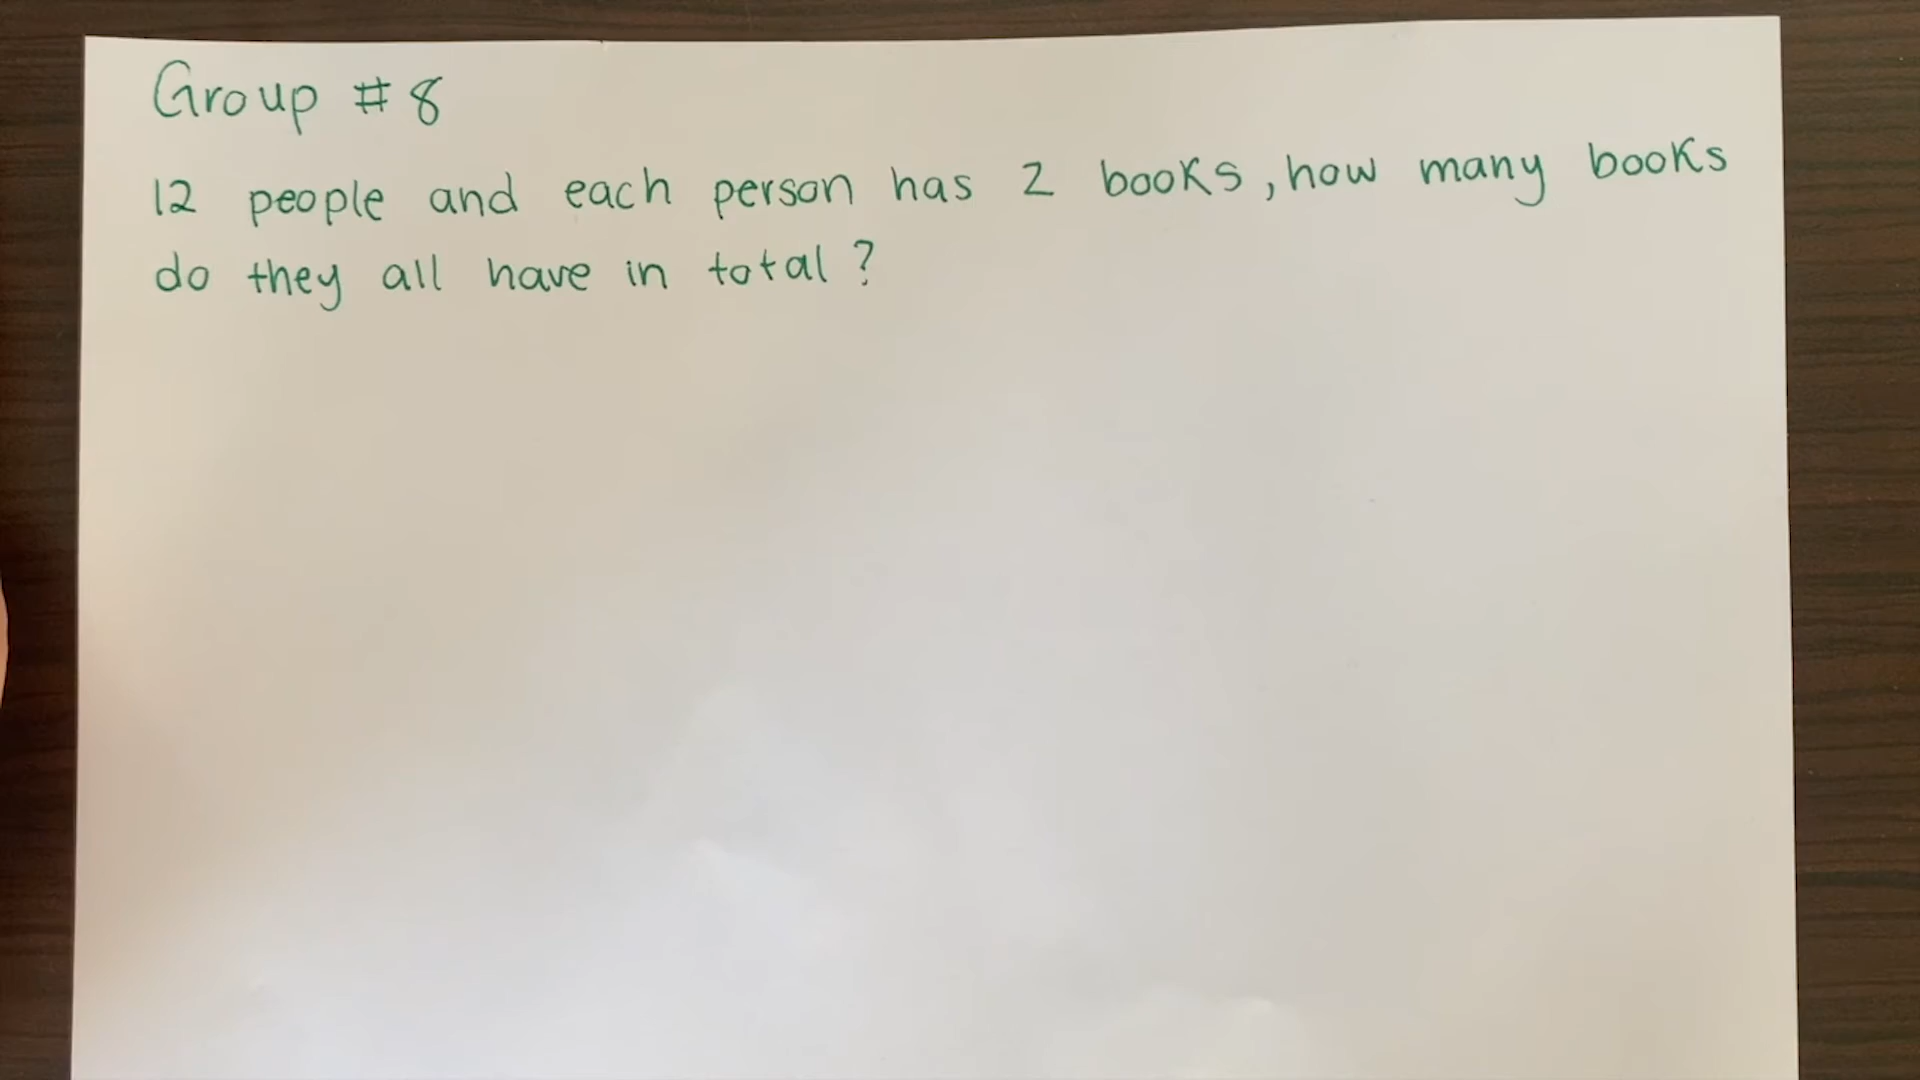 Group #8
12 people and each person has 2 books, how many books
do they all have in total?